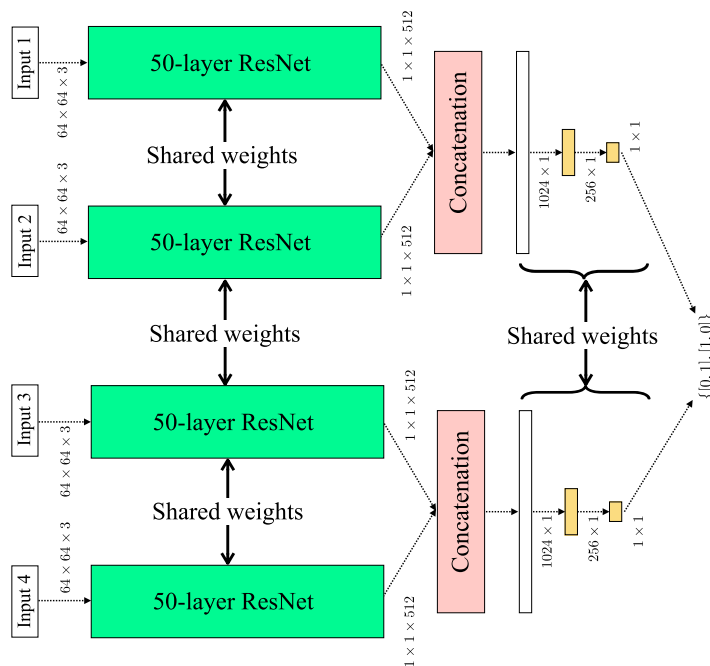 Input 1
64 × 64 × 3
50-layer ResNet
1 × 1 × 512
Shared weights
Input 2
64 × 64 × 3
50-layer ResNet
1 × 1 × 512
Concatenation
1024 × 1
256 × 1
1 × 1
Shared weights
Shared weights
{[0, 1], [1, 0]}
Input 3
64 × 64 × 3
50-layer ResNet
1 × 1 × 512
Shared weights
Input 4
64 × 64 × 3
50-layer ResNet
1 × 1 × 512
Concatenation
1024 × 1
256 × 1
1 × 1